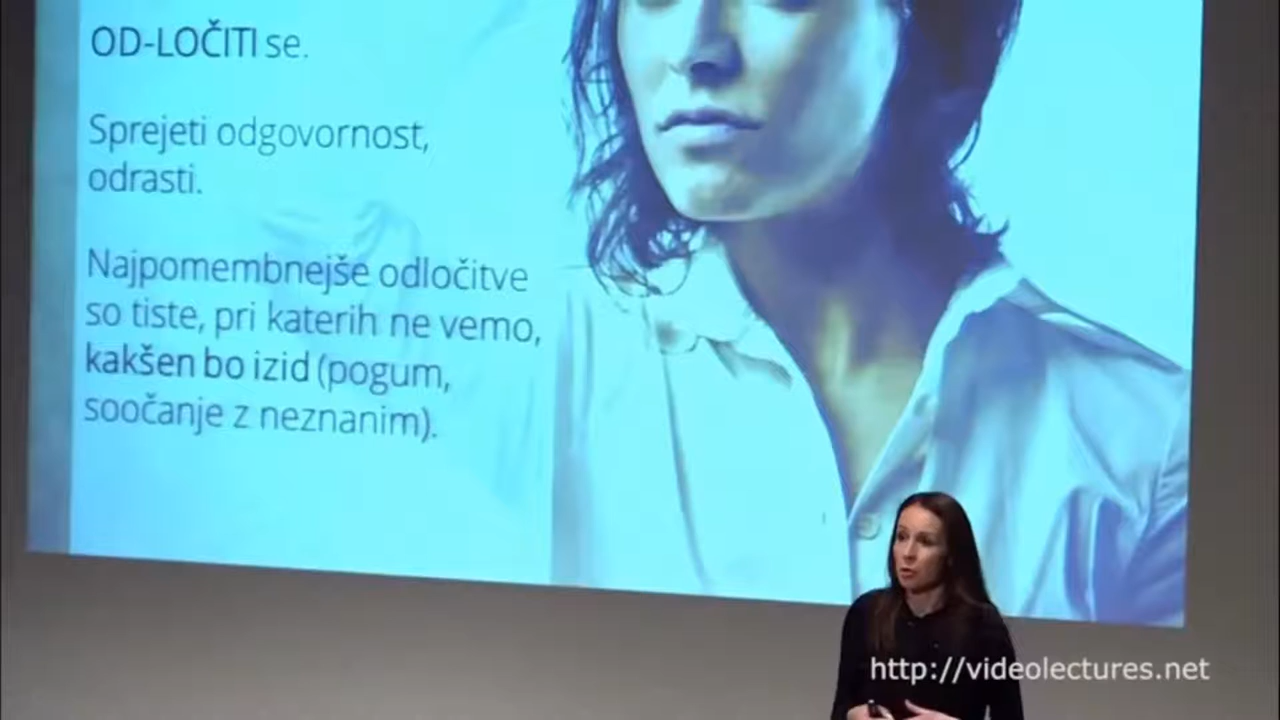 OD-LOČITI se.
Sprejeti odgovornost,
odrasti.
Najpomembnejše odločitve
so tiste, pri katerih ne vemo,
kakšen bo izid (pogum,
soočanje z neznanim).
http://videolectures.net